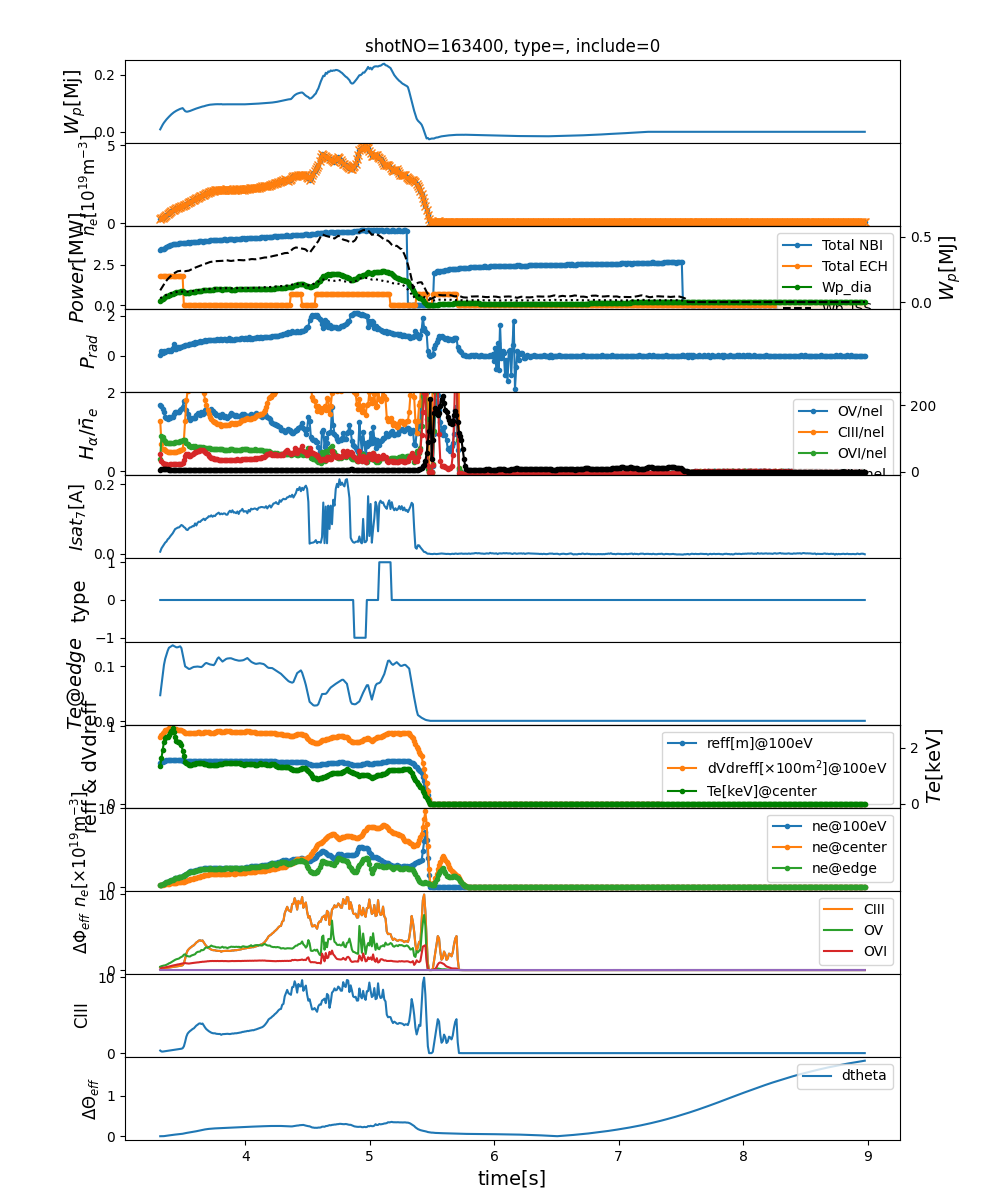 shotNO=163400, type=, include=0
W_p[MJ]
0.2
0.0
n_e[10^19 m^−3]
5
0
Power[MW]
2.5
0.0
Total NBI
Total ECH
Wp_dia
0.5
0.0
W_p[MJ]
P_rad
2
0
H_α/n̄_e
2
0
OV/nel
CIII/nel
OVI/nel
200
0
Isat_7[A]
0.2
0.0
type
1
0
−1
Te@edge
0.1
0.0
reff & dVdreff
1
0
reff[m]@100eV
dVdreff[×100m^2]@100eV
Te[keV]@center
2
0
Te[keV]
n_e[×10^19 m^−3]
10
0
ne@100eV
ne@center
ne@edge
ΔΦ_eff
10
0
CIII
OV
OVI
CIII
10
0
ΔΘ_eff
1
0
dtheta
4 5 6 7 8 9
time[s]